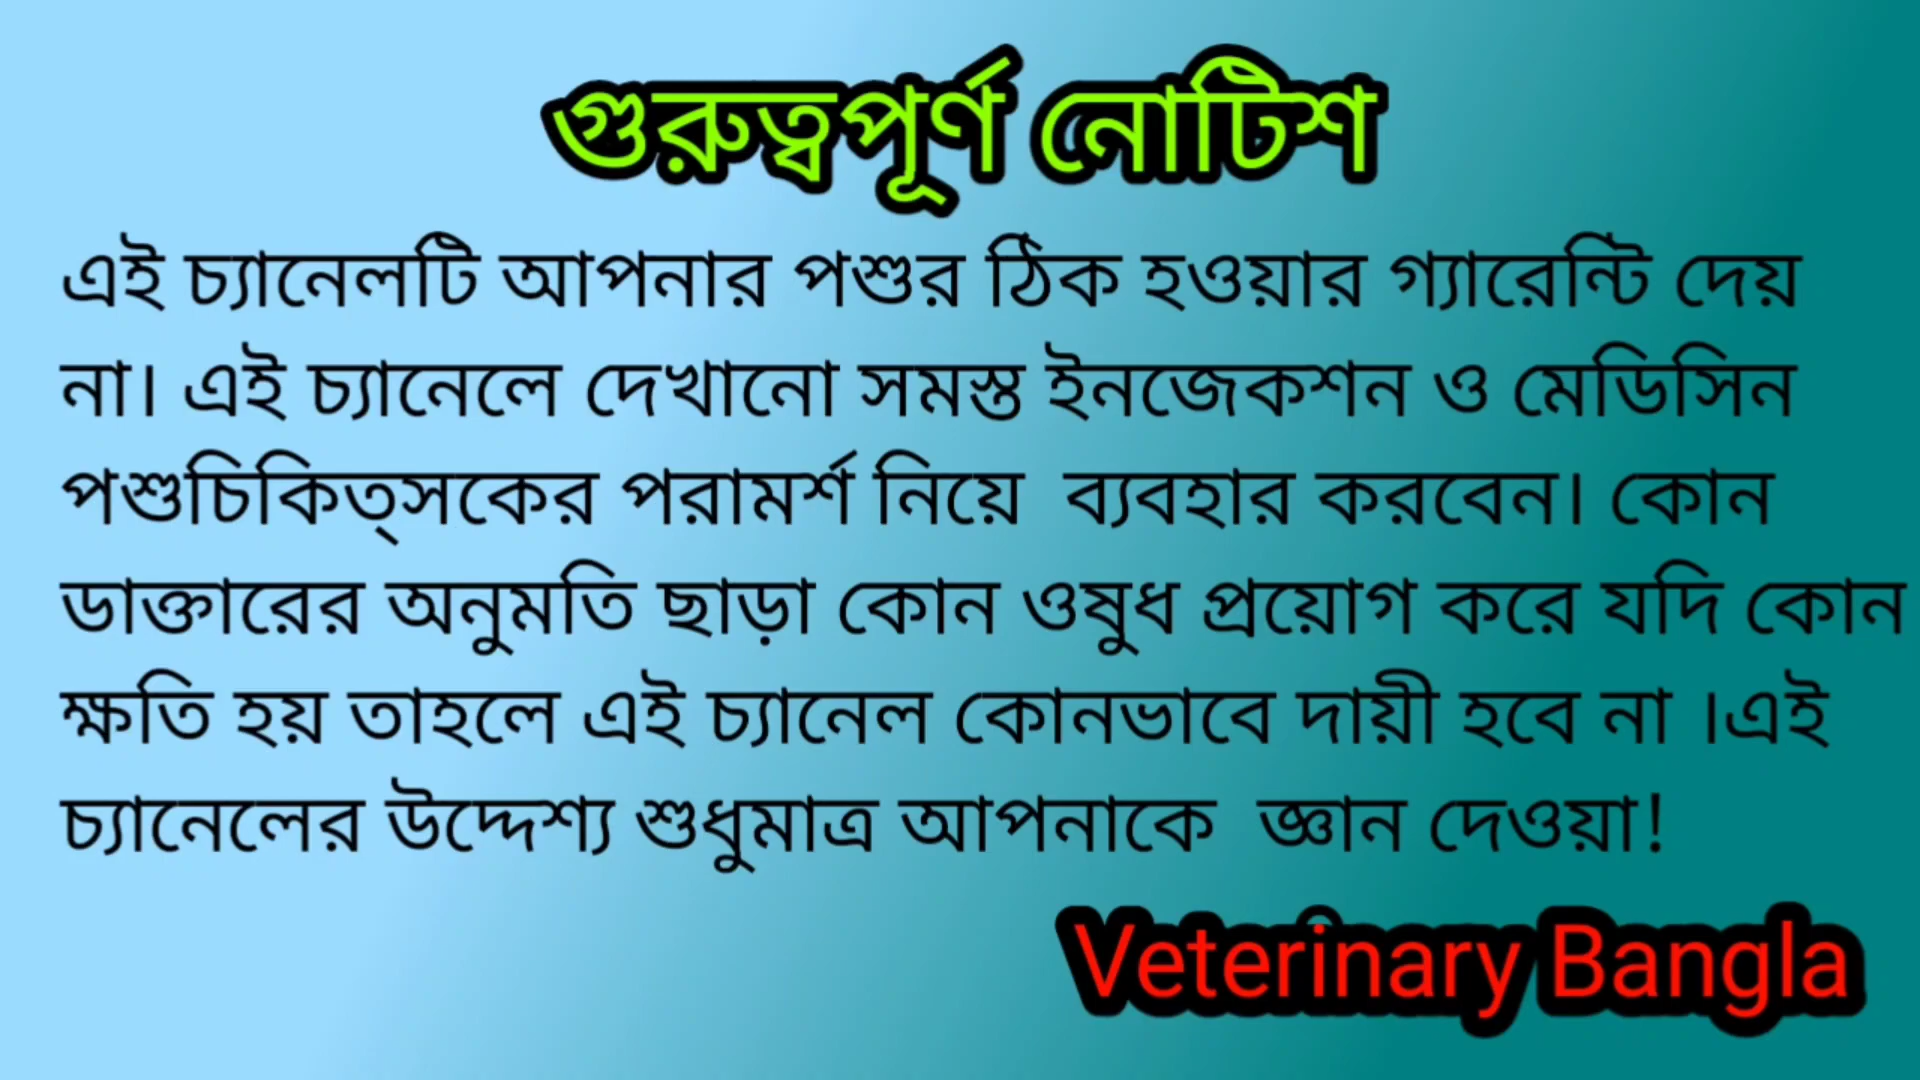 গুরুত্বপূর্ণ নোটিশ
এই চ্যানেলটি আপনার পশুর ঠিক হওয়ার গ্যারেন্টি দেয়
না। এই চ্যানেলে দেখানো সমস্ত ইনজেকশন ও মেডিসিন
পশুচিকিত্সকের পরামর্শ নিয়ে  ব্যবহার করবেন। কোন
ডাক্তারের অনুমতি ছাড়া কোন ওষুধ প্রয়োগ করে যদি কোন
ক্ষতি হয় তাহলে এই চ্যানেল কোনভাবে দায়ী হবে না ।এই
চ্যানেলের উদ্দেশ্য শুধুমাত্র আপনাকে  জ্ঞান দেওয়া!
Veterinary Bangla